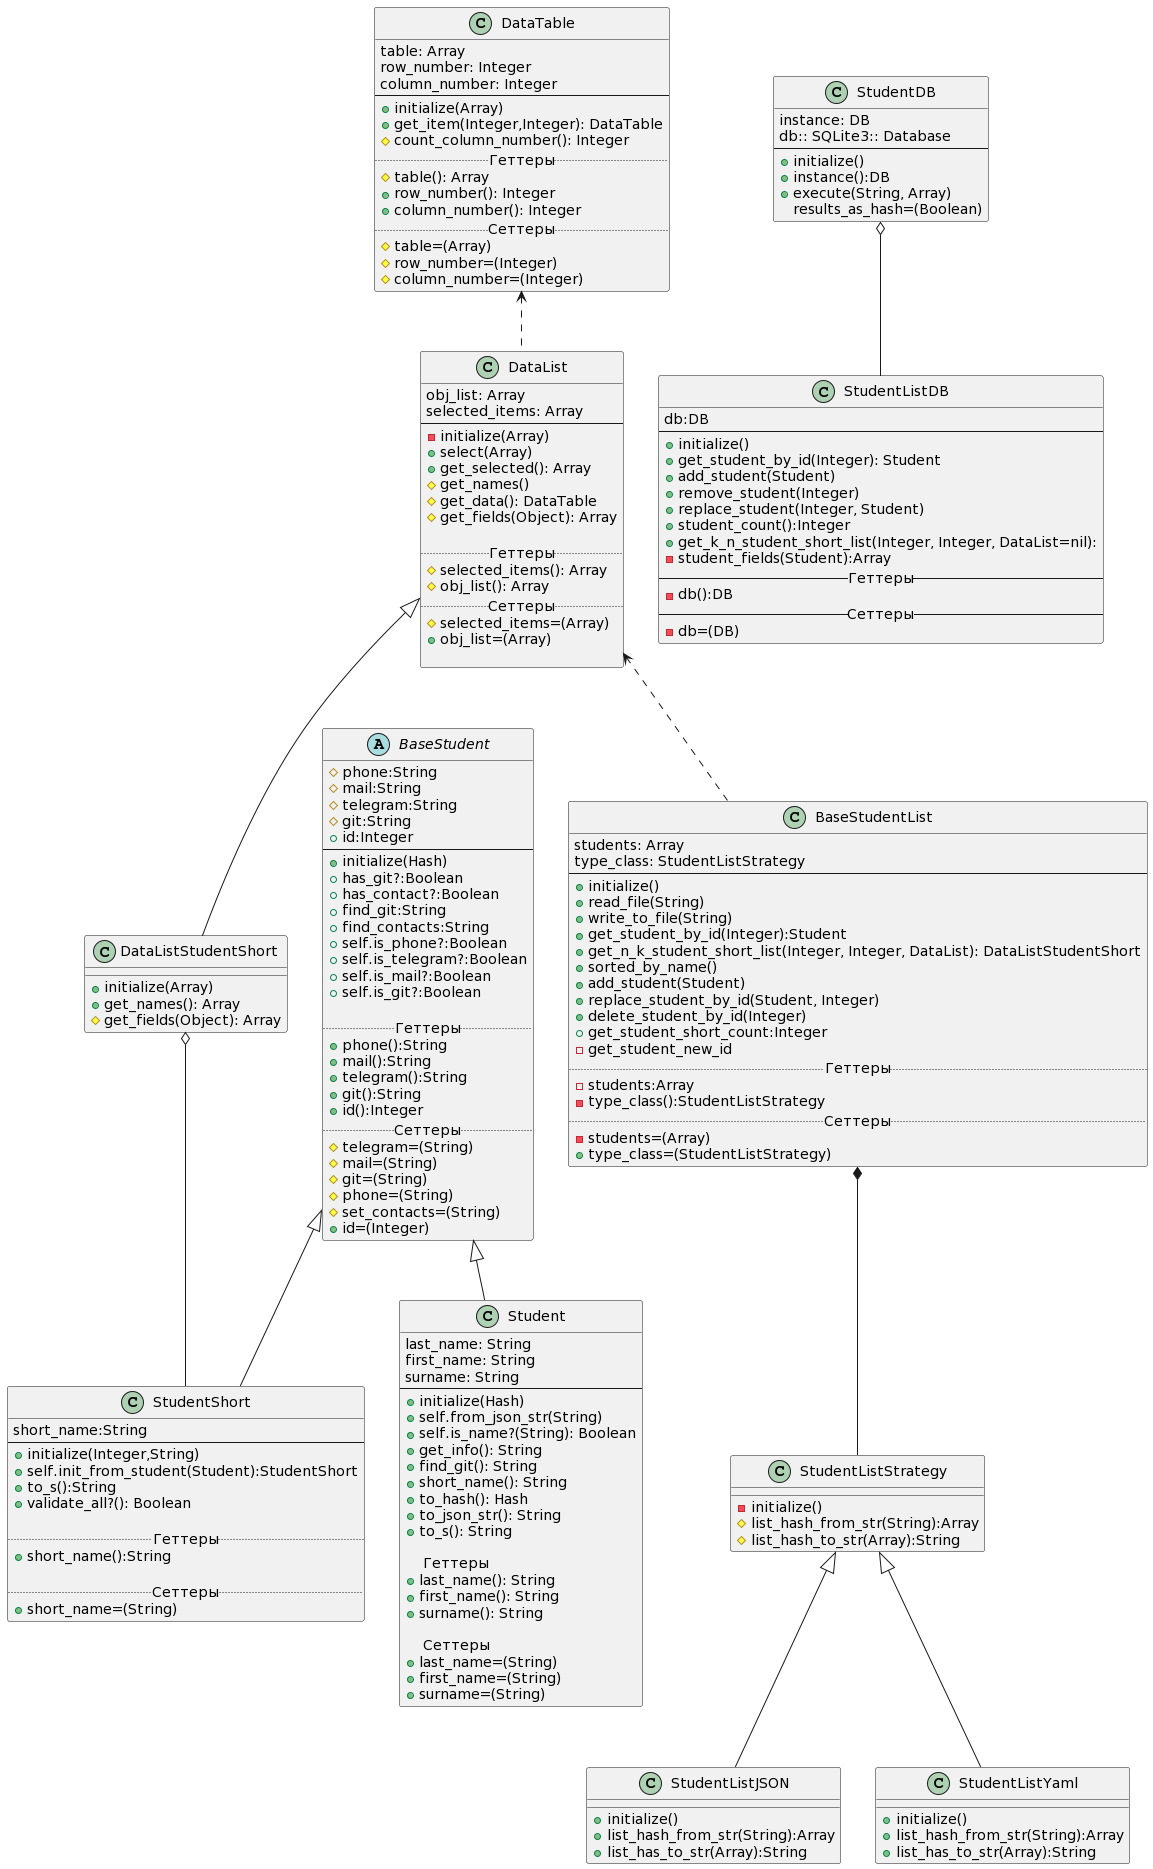 C DataTable
table: Array
row_number: Integer
column_number: Integer
initialize(Array)
get_item(Integer,Integer): DataTable
count_column_number(): Integer
Геттеры
table(): Array
row_number(): Integer
column_number(): Integer
Сеттеры
table=(Array)
row_number=(Integer)
column_number=(Integer)
C StudentDB
instance: DB
db:: SQLite3:: Database
initialize()
instance():DB
execute(String, Array)
results_as_hash=(Boolean)
C DataList
obj_list: Array
selected_items: Array
initialize(Array)
select(Array)
get_selected(): Array
get_names()
get_data(): DataTable
get_fields(Object): Array
Геттеры
selected_items(): Array
obj_list(): Array
Сеттеры
selected_items=(Array)
obj_list=(Array)
C StudentListDB
db:DB
initialize()
get_student_by_id(Integer): Student
add_student(Student)
remove_student(Integer)
replace_student(Integer, Student)
student_count():Integer
get_k_n_student_short_list(Integer, Integer, DataList=nil):
student_fields(Student):Array
Геттеры
db():DB
Сеттеры
db=(DB)
A BaseStudent
phone:String
mail:String
telegram:String
git:String
id:Integer
initialize(Hash)
has_git?:Boolean
has_contact?:Boolean
find_git:String
find_contacts:String
self.is_phone?:Boolean
self.is_telegram?:Boolean
self.is_mail?:Boolean
self.is_git?:Boolean
Геттеры
phone():String
mail():String
telegram():String
git():String
id():Integer
Сеттеры
telegram=(String)
mail=(String)
git=(String)
phone=(String)
set_contacts=(String)
id=(Integer)
C BaseStudentList
students: Array
type_class: StudentListStrategy
initialize()
read_file(String)
write_to_file(String)
get_student_by_id(Integer):Student
get_n_k_student_short_list(Integer, Integer, DataList): DataListStudentShort
sorted_by_name()
add_student(Student)
replace_student_by_id(Student, Integer)
delete_student_by_id(Integer)
get_student_short_count:Integer
get_student_new_id
Геттеры
students:Array
type_class():StudentListStrategy
Сеттеры
students=(Array)
type_class=(StudentListStrategy)
C DataListStudentShort
initialize(Array)
get_names(): Array
get_fields(Object): Array
C Student
last_name: String
first_name: String
surname: String
initialize(Hash)
self.from_json_str(String)
self.is_name?(String): Boolean
get_info(): String
find_git(): String
short_name(): String
to_hash(): Hash
to_json_str(): String
to_s(): String
Геттеры
last_name(): String
first_name(): String
surname(): String
Сеттеры
last_name=(String)
first_name=(String)
surname=(String)
C StudentShort
short_name:String
initialize(Integer,String)
self.init_from_student(Student):StudentShort
to_s():String
validate_all?(): Boolean
Геттеры
short_name():String
Сеттеры
short_name=(String)
C StudentListStrategy
initialize()
list_hash_from_str(String):Array
list_hash_to_str(Array):String
C StudentListJSON
initialize()
list_hash_from_str(String):Array
list_has_to_str(Array):String
C StudentListYaml
initialize()
list_hash_from_str(String):Array
list_has_to_str(Array):String